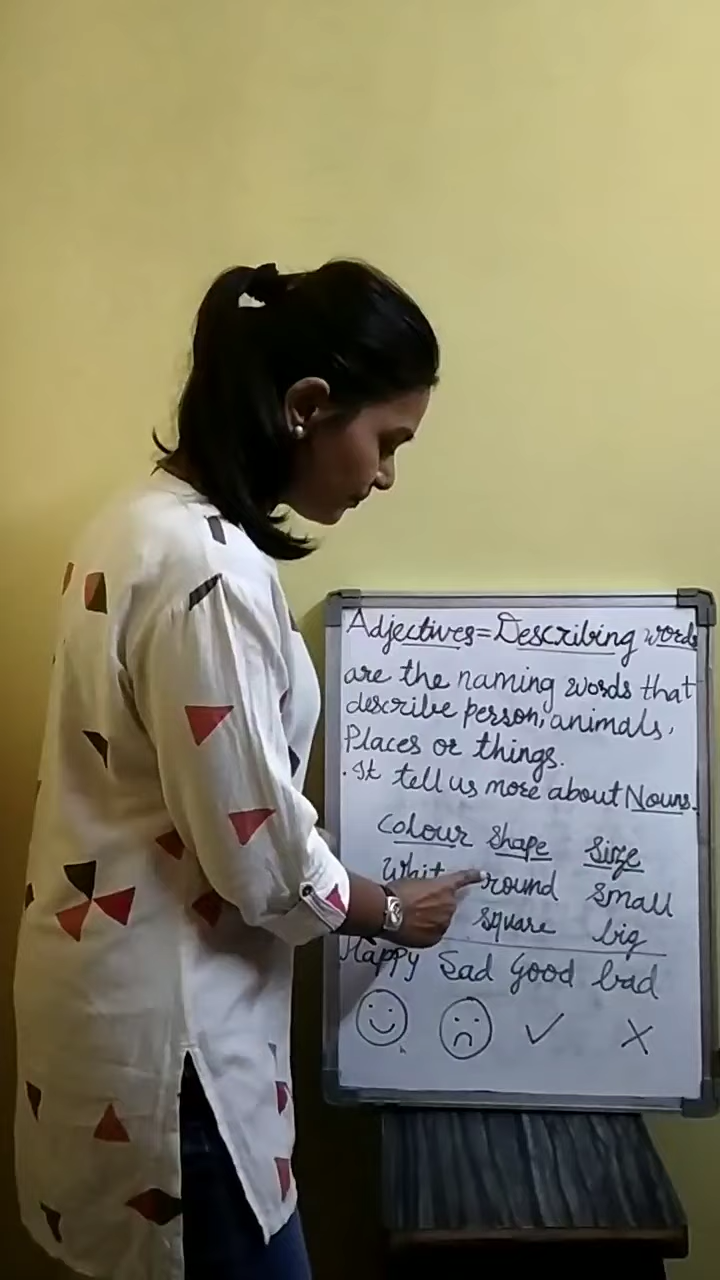 Adjectives = Describing words
are the naming words that
describe person, animals,
Places or things.
. It tell us more about Nouns.
Colour Shape Size
Whit round Small
square big
Happy Sad Good bad